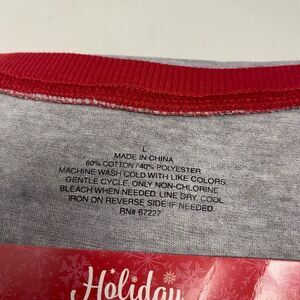 L
MADE IN CHINA
60% COTTON / 40% POLYESTER
MACHINE WASH COLD WITH LIKE COLORS,
GENTLE CYCLE. ONLY NON-CHLORINE
BLEACH WHEN NEEDED, LINE DRY, COOL
IRON ON REVERSE SIDE IF NEEDED.
RN# 67227
Holiday